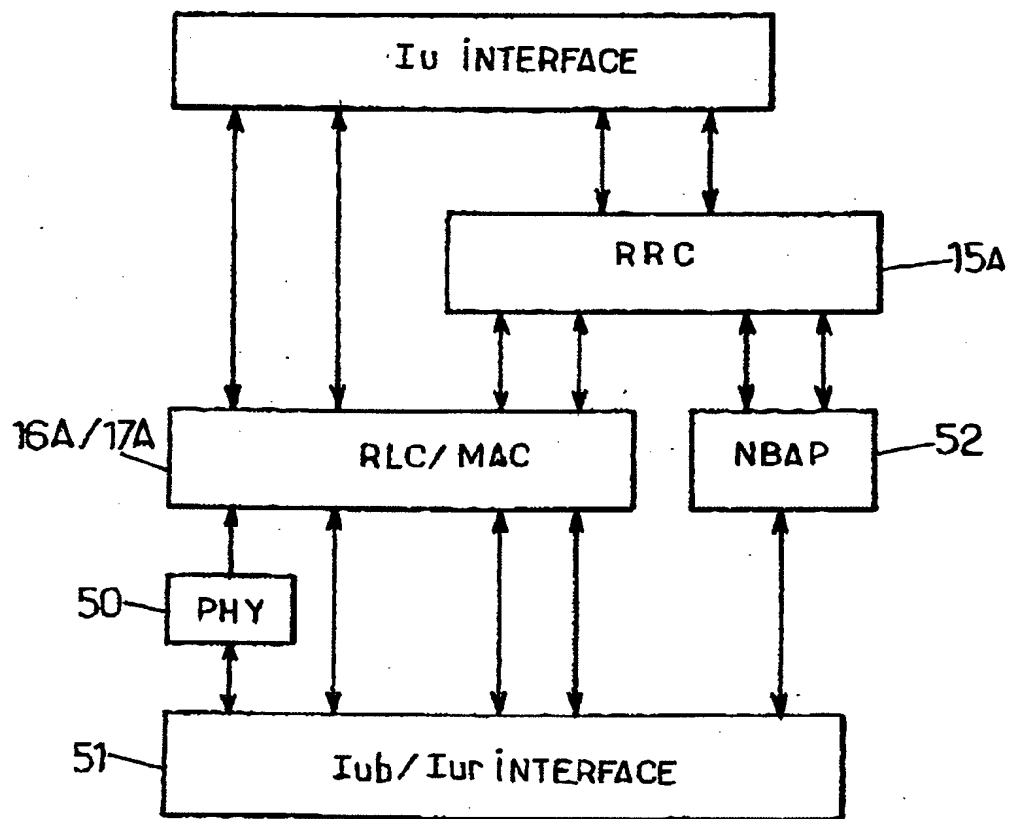 Iu iNTERFACE
RRC
15A
16A/17A
RLC/MAC
NBAP
52
50
PHY
51
Iub/Iur iNTERFACE